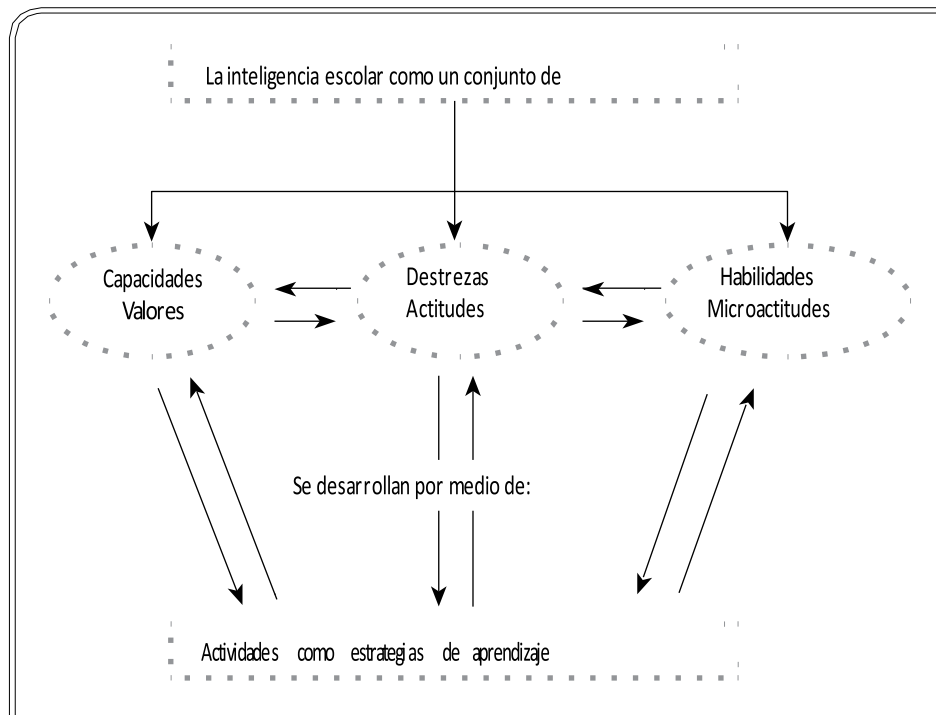 La inteligencia escolar como un conjunto de
Capacidades
Valores
Destrezas
Actitudes
Habilidades
Microactitudes
Se desarrollan por medio de:
Actividades como estrategias de aprendizaje